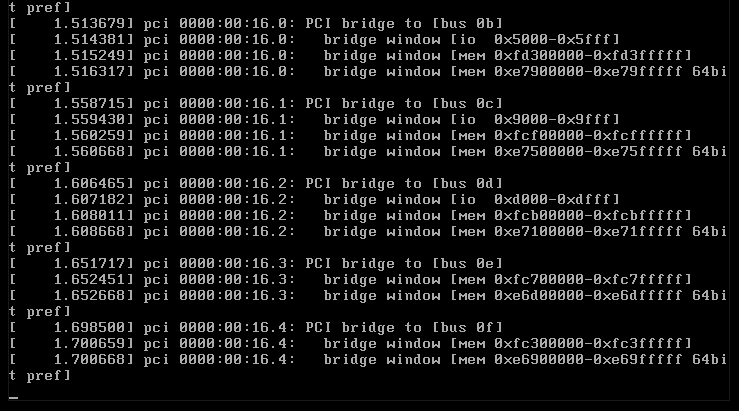 t pref]
[    1.513679] pci 0000:00:16.0: PCI bridge to [bus 0b]
[    1.514381] pci 0000:00:16.0:   bridge window [io  0x5000-0x5fff]
[    1.515249] pci 0000:00:16.0:   bridge window [mem 0xfd300000-0xfd3fffff]
[    1.516317] pci 0000:00:16.0:   bridge window [mem 0xe7900000-0xe79fffff 64bi
t pref]
[    1.558715] pci 0000:00:16.1: PCI bridge to [bus 0c]
[    1.559430] pci 0000:00:16.1:   bridge window [io  0x9000-0x9fff]
[    1.560259] pci 0000:00:16.1:   bridge window [mem 0xfcf00000-0xfcffffff]
[    1.560668] pci 0000:00:16.1:   bridge window [mem 0xe7500000-0xe75fffff 64bi
t pref]
[    1.606465] pci 0000:00:16.2: PCI bridge to [bus 0d]
[    1.607182] pci 0000:00:16.2:   bridge window [io  0xd000-0xdfff]
[    1.608011] pci 0000:00:16.2:   bridge window [mem 0xfcb00000-0xfcbfffff]
[    1.608668] pci 0000:00:16.2:   bridge window [mem 0xe7100000-0xe71fffff 64bi
t pref]
[    1.651717] pci 0000:00:16.3: PCI bridge to [bus 0e]
[    1.652451] pci 0000:00:16.3:   bridge window [mem 0xfc700000-0xfc7fffff]
[    1.652668] pci 0000:00:16.3:   bridge window [mem 0xe6d00000-0xe6dfffff 64bi
t pref]
[    1.698500] pci 0000:00:16.4: PCI bridge to [bus 0f]
[    1.700659] pci 0000:00:16.4:   bridge window [mem 0xfc300000-0xfc3fffff]
[    1.700668] pci 0000:00:16.4:   bridge window [mem 0xe6900000-0xe69fffff 64bi
t pref]
_